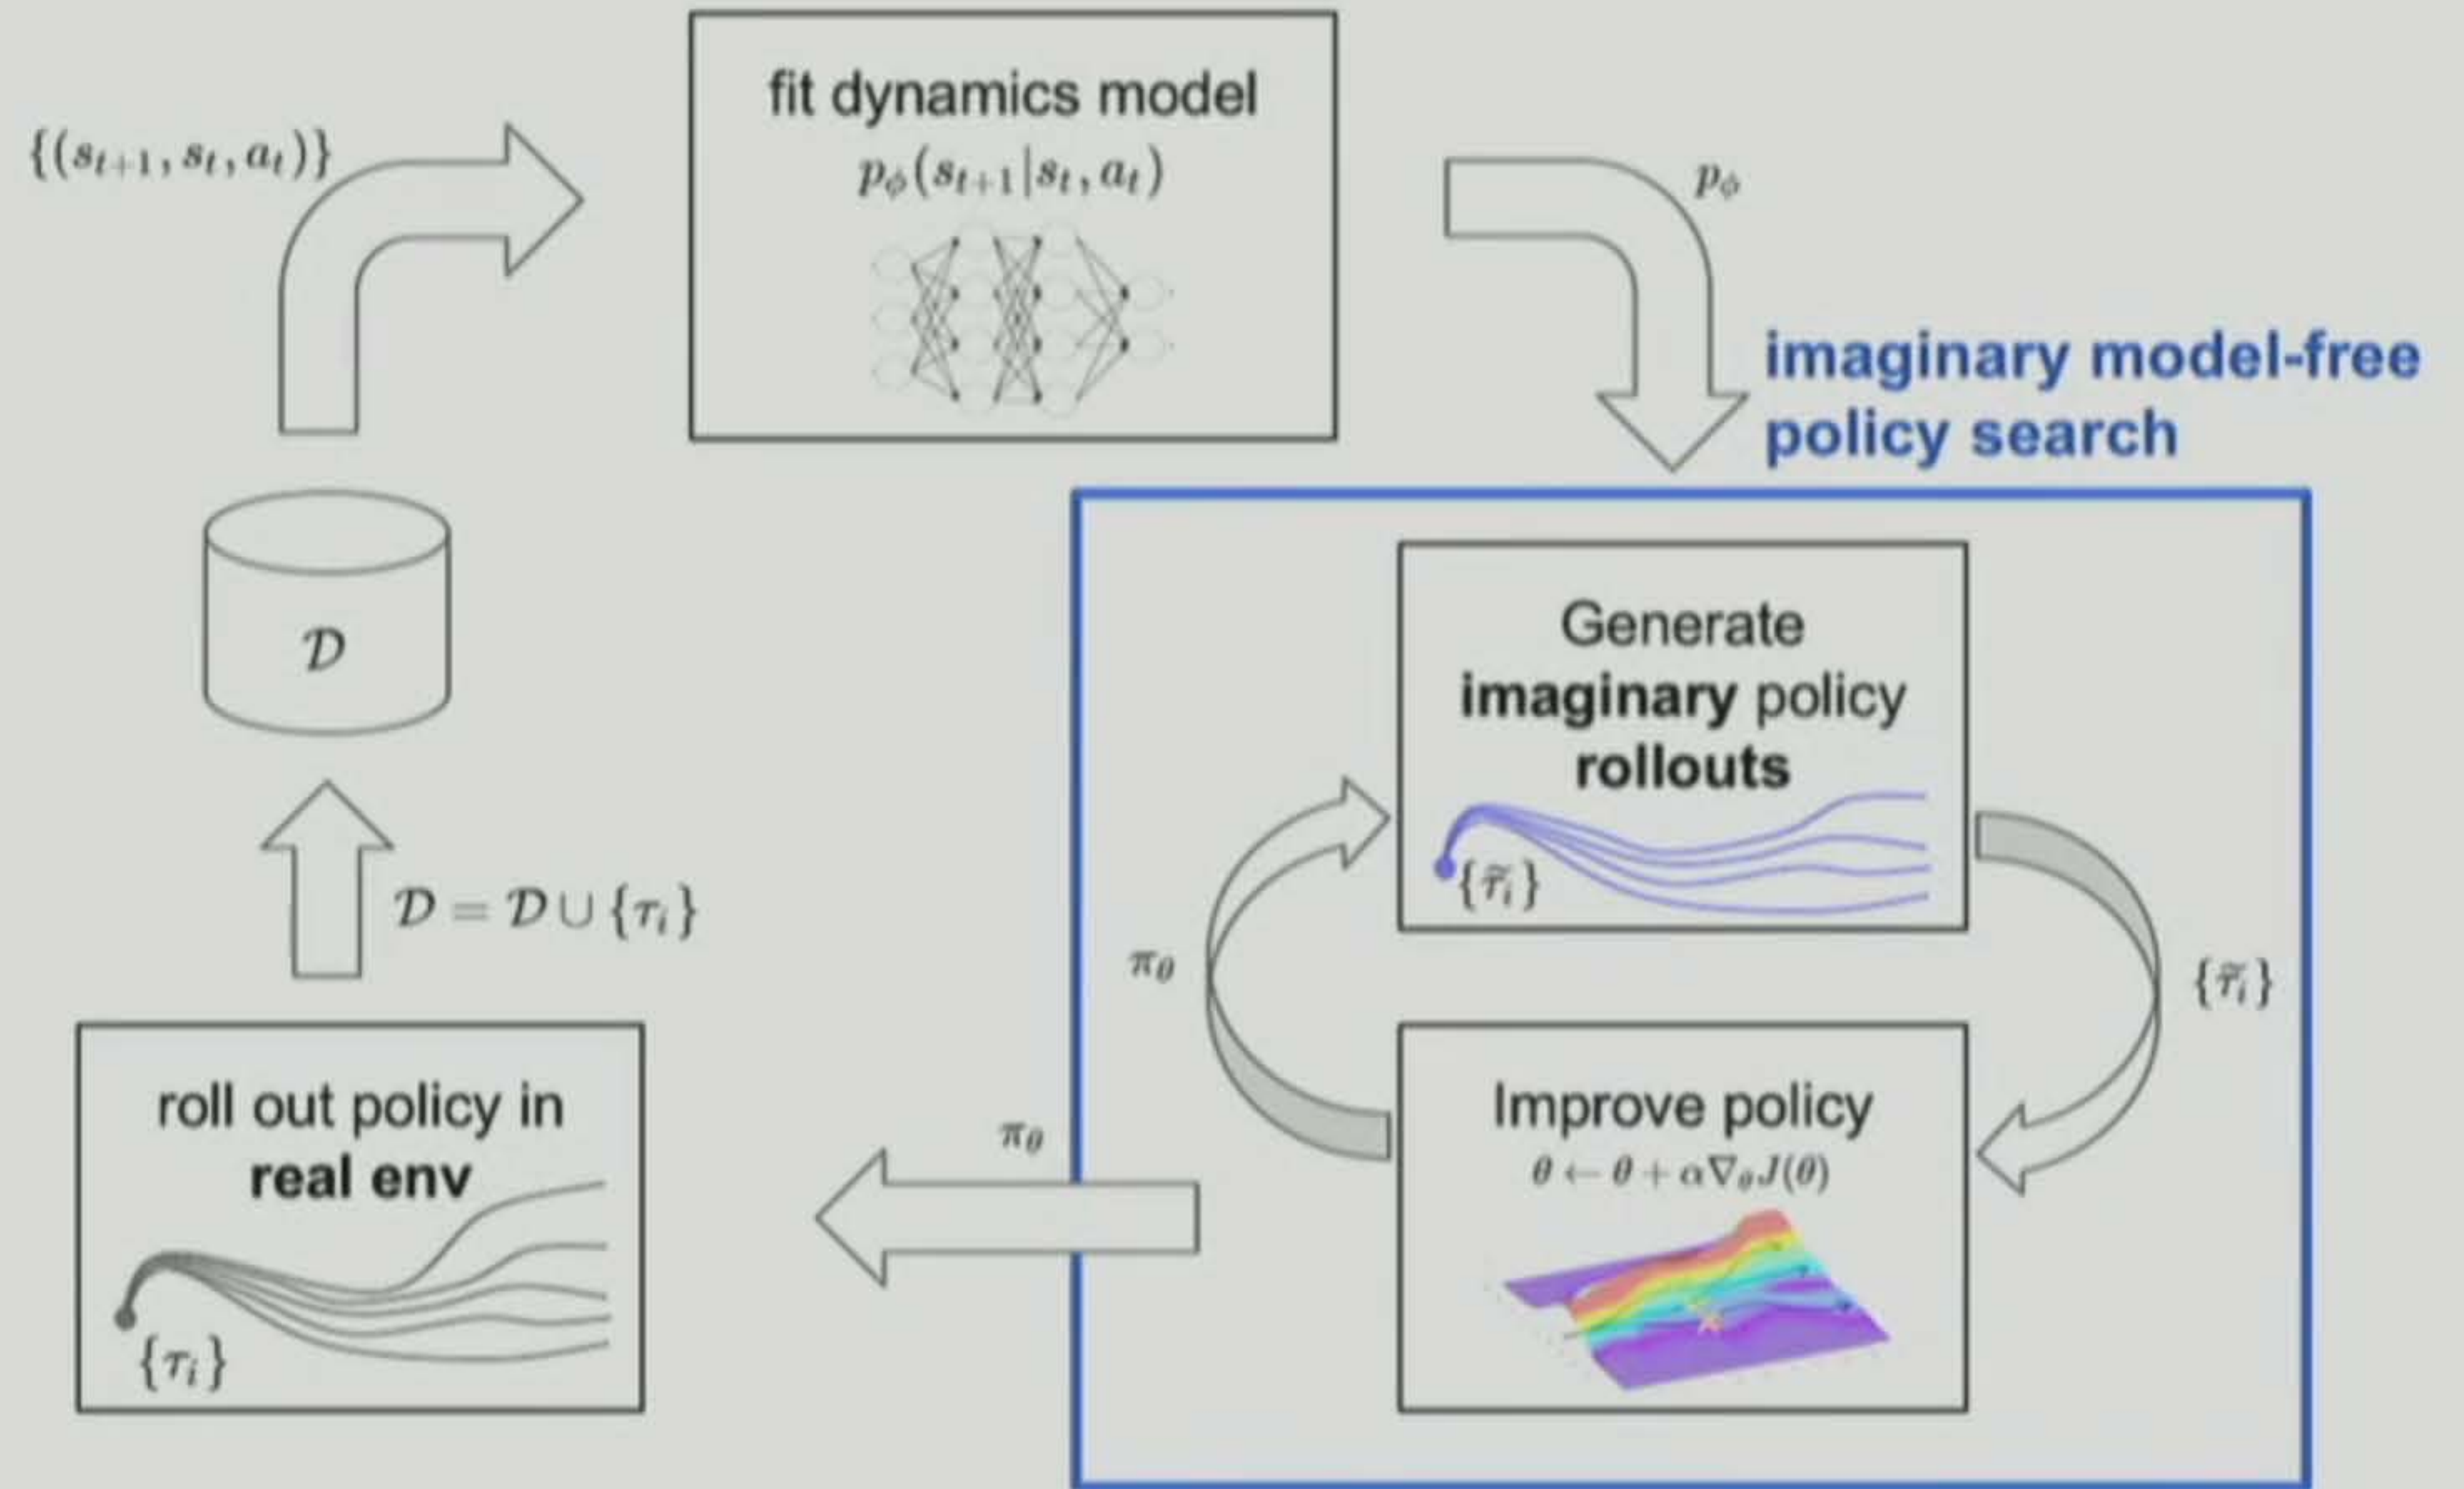 fit dynamics model
p_ϕ(s_{t+1}|s_t, a_t)
{(s_{t+1}, s_t, a_t)}
p_ϕ
imaginary model-free
policy search
𝒟
Generate
imaginary policy
rollouts
{τ̃_i}
𝒟 = 𝒟 ∪ {τ_i}
π_θ
{τ̃_i}
roll out policy in
real env
{τ_i}
π_θ
Improve policy
θ ← θ + α∇_θ J(θ)